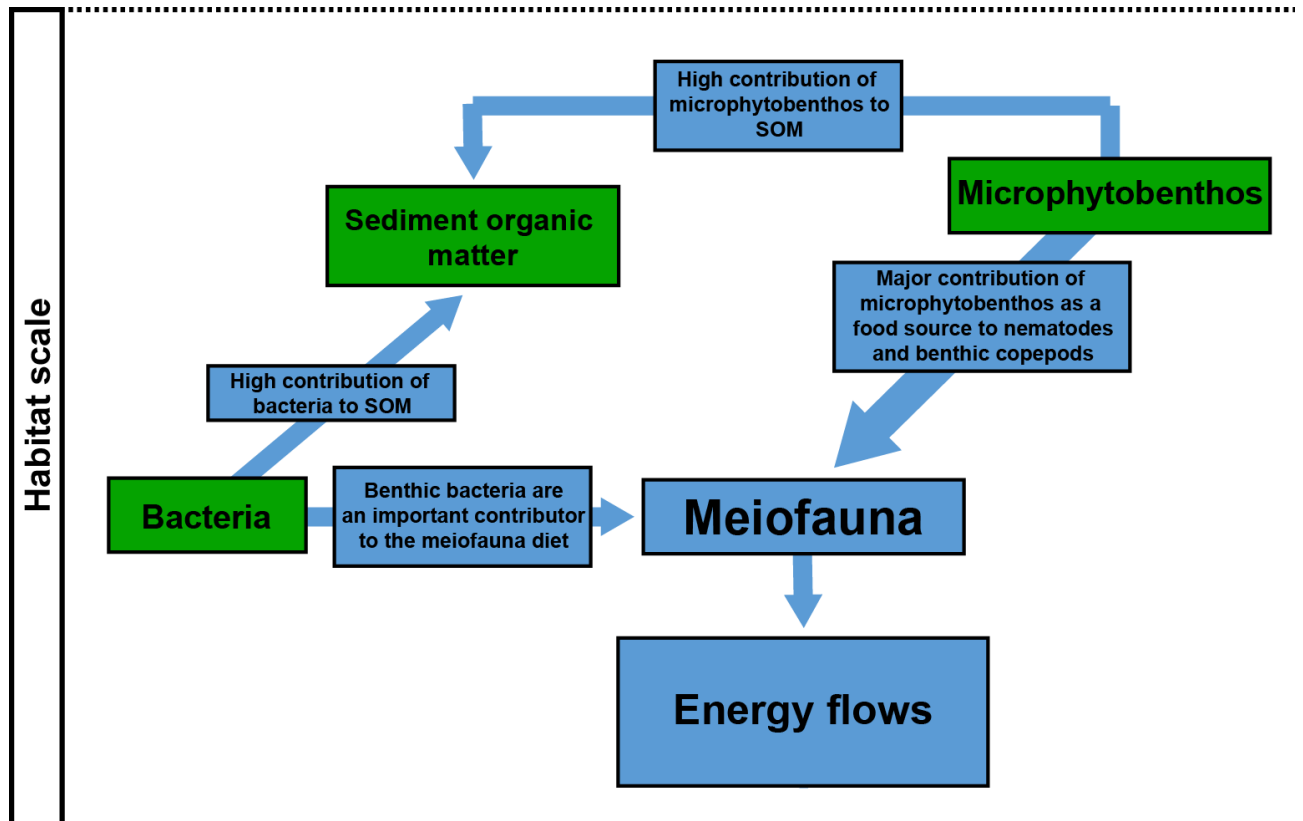 Habitat scale
High contribution of
microphytobenthos to
SOM
Microphytobenthos
Sediment organic
matter
Major contribution of
microphytobenthos as a
food source to nematodes
and benthic copepods
High contribution of
bacteria to SOM
Bacteria
Benthic bacteria are
an important contributor
to the meiofauna diet
Meiofauna
Energy flows